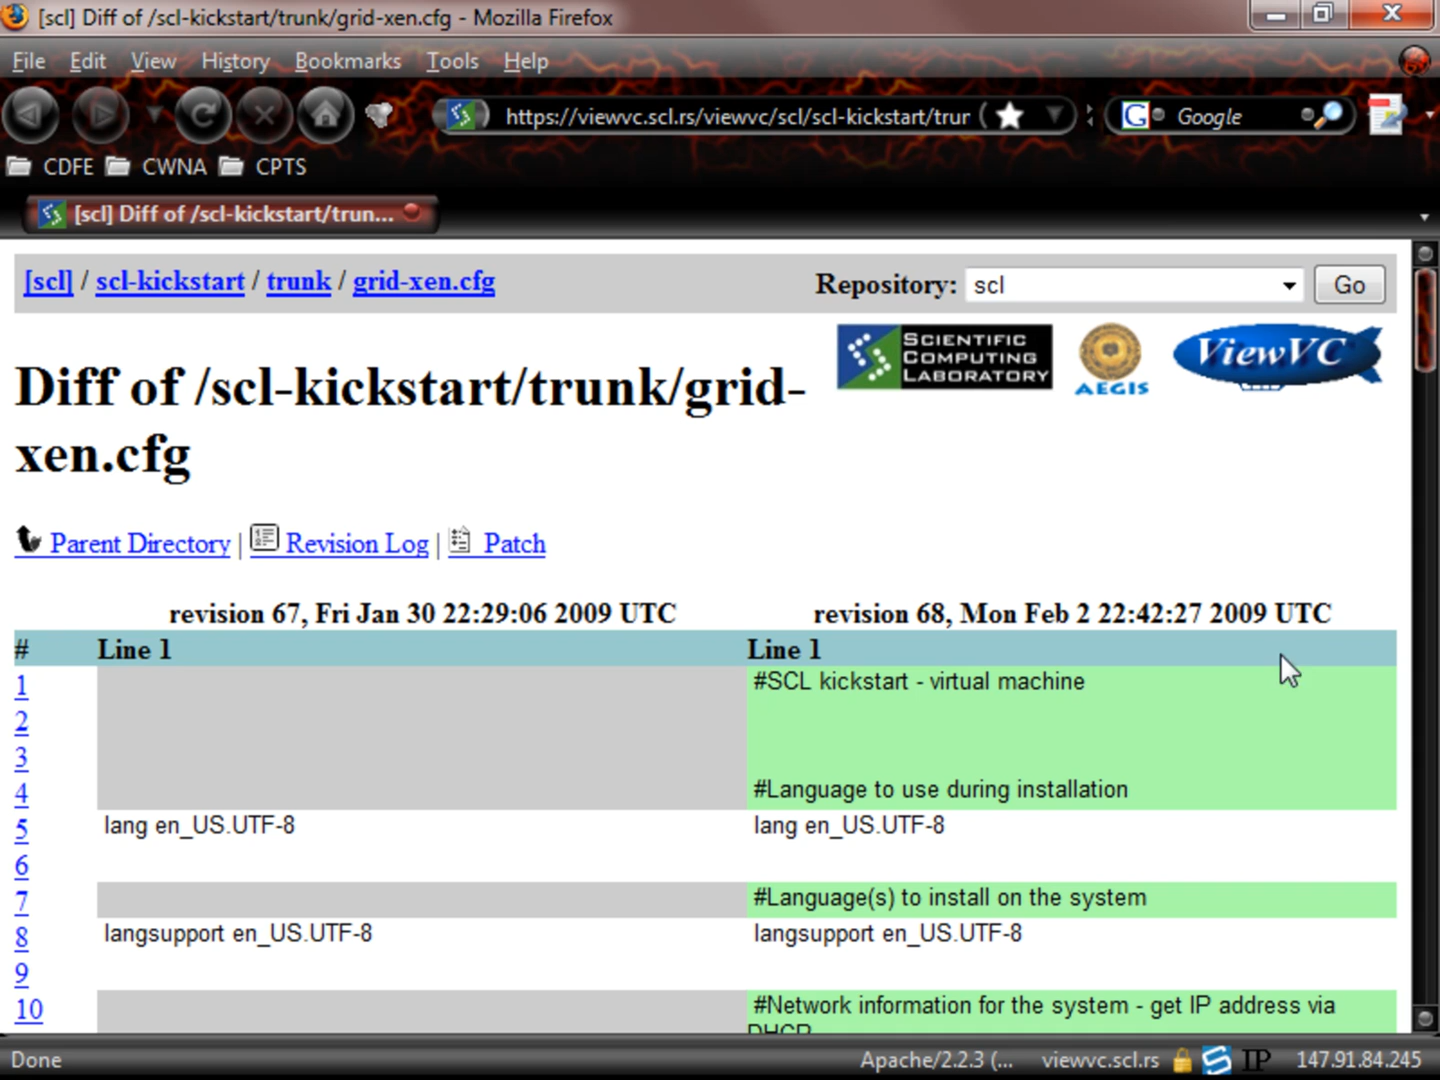 [scl] Diff of /scl-kickstart/trunk/grid-xen.cfg - Mozilla Firefox
File Edit View History Bookmarks Tools Help
https://viewvc.scl.rs/viewvc/scl/scl-kickstart/trur
Google
CDFE CWNA CPTS
[scl] Diff of /scl-kickstart/trun...
[scl] / scl-kickstart / trunk / grid-xen.cfg
Repository: scl Go
SCIENTIFIC
COMPUTING
LABORATORY
AEGIS
ViewVC
Diff of /scl-kickstart/trunk/grid-
xen.cfg
Parent Directory | Revision Log | Patch
revision 67, Fri Jan 30 22:29:06 2009 UTC revision 68, Mon Feb 2 22:42:27 2009 UTC
# Line 1 Line 1
1 #SCL kickstart - virtual machine
2
3
4 #Language to use during installation
5 lang en_US.UTF-8 lang en_US.UTF-8
6
7 #Language(s) to install on the system
8 langsupport en_US.UTF-8 langsupport en_US.UTF-8
9
10 #Network information for the system - get IP address via
DHCP
Done Apache/2.2.3 (... viewvc.scl.rs IP 147.91.84.245